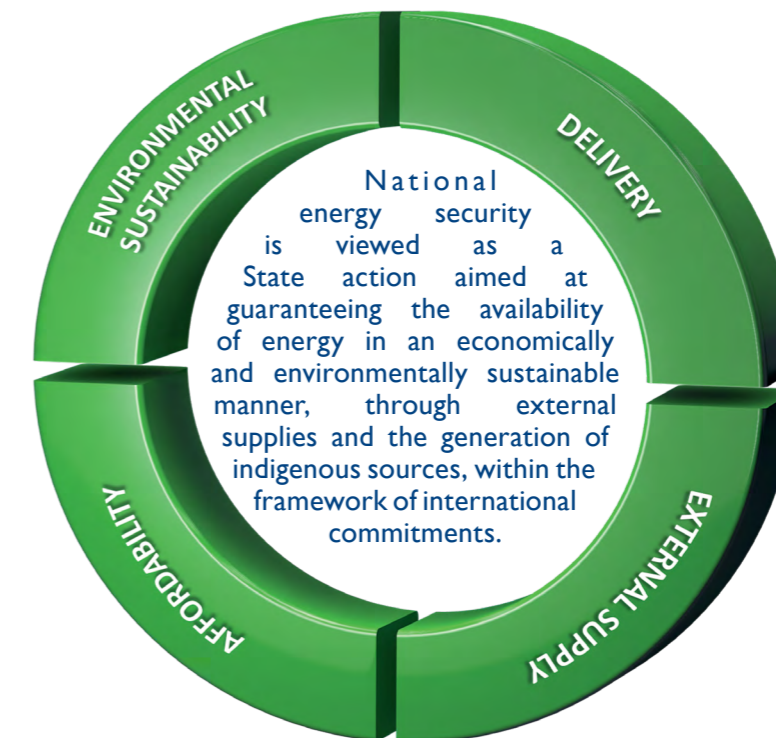 ENVIRONMENTAL
SUSTAINABILITY
DELIVERY
National
energy security
is viewed as a
State action aimed at
guaranteeing the availability
of energy in an economically
and environmentally sustainable
manner, through external
supplies and the generation of
indigenous sources, within the
framework of international
commitments.
AFFORDABILITY
EXTERNAL SUPPLY